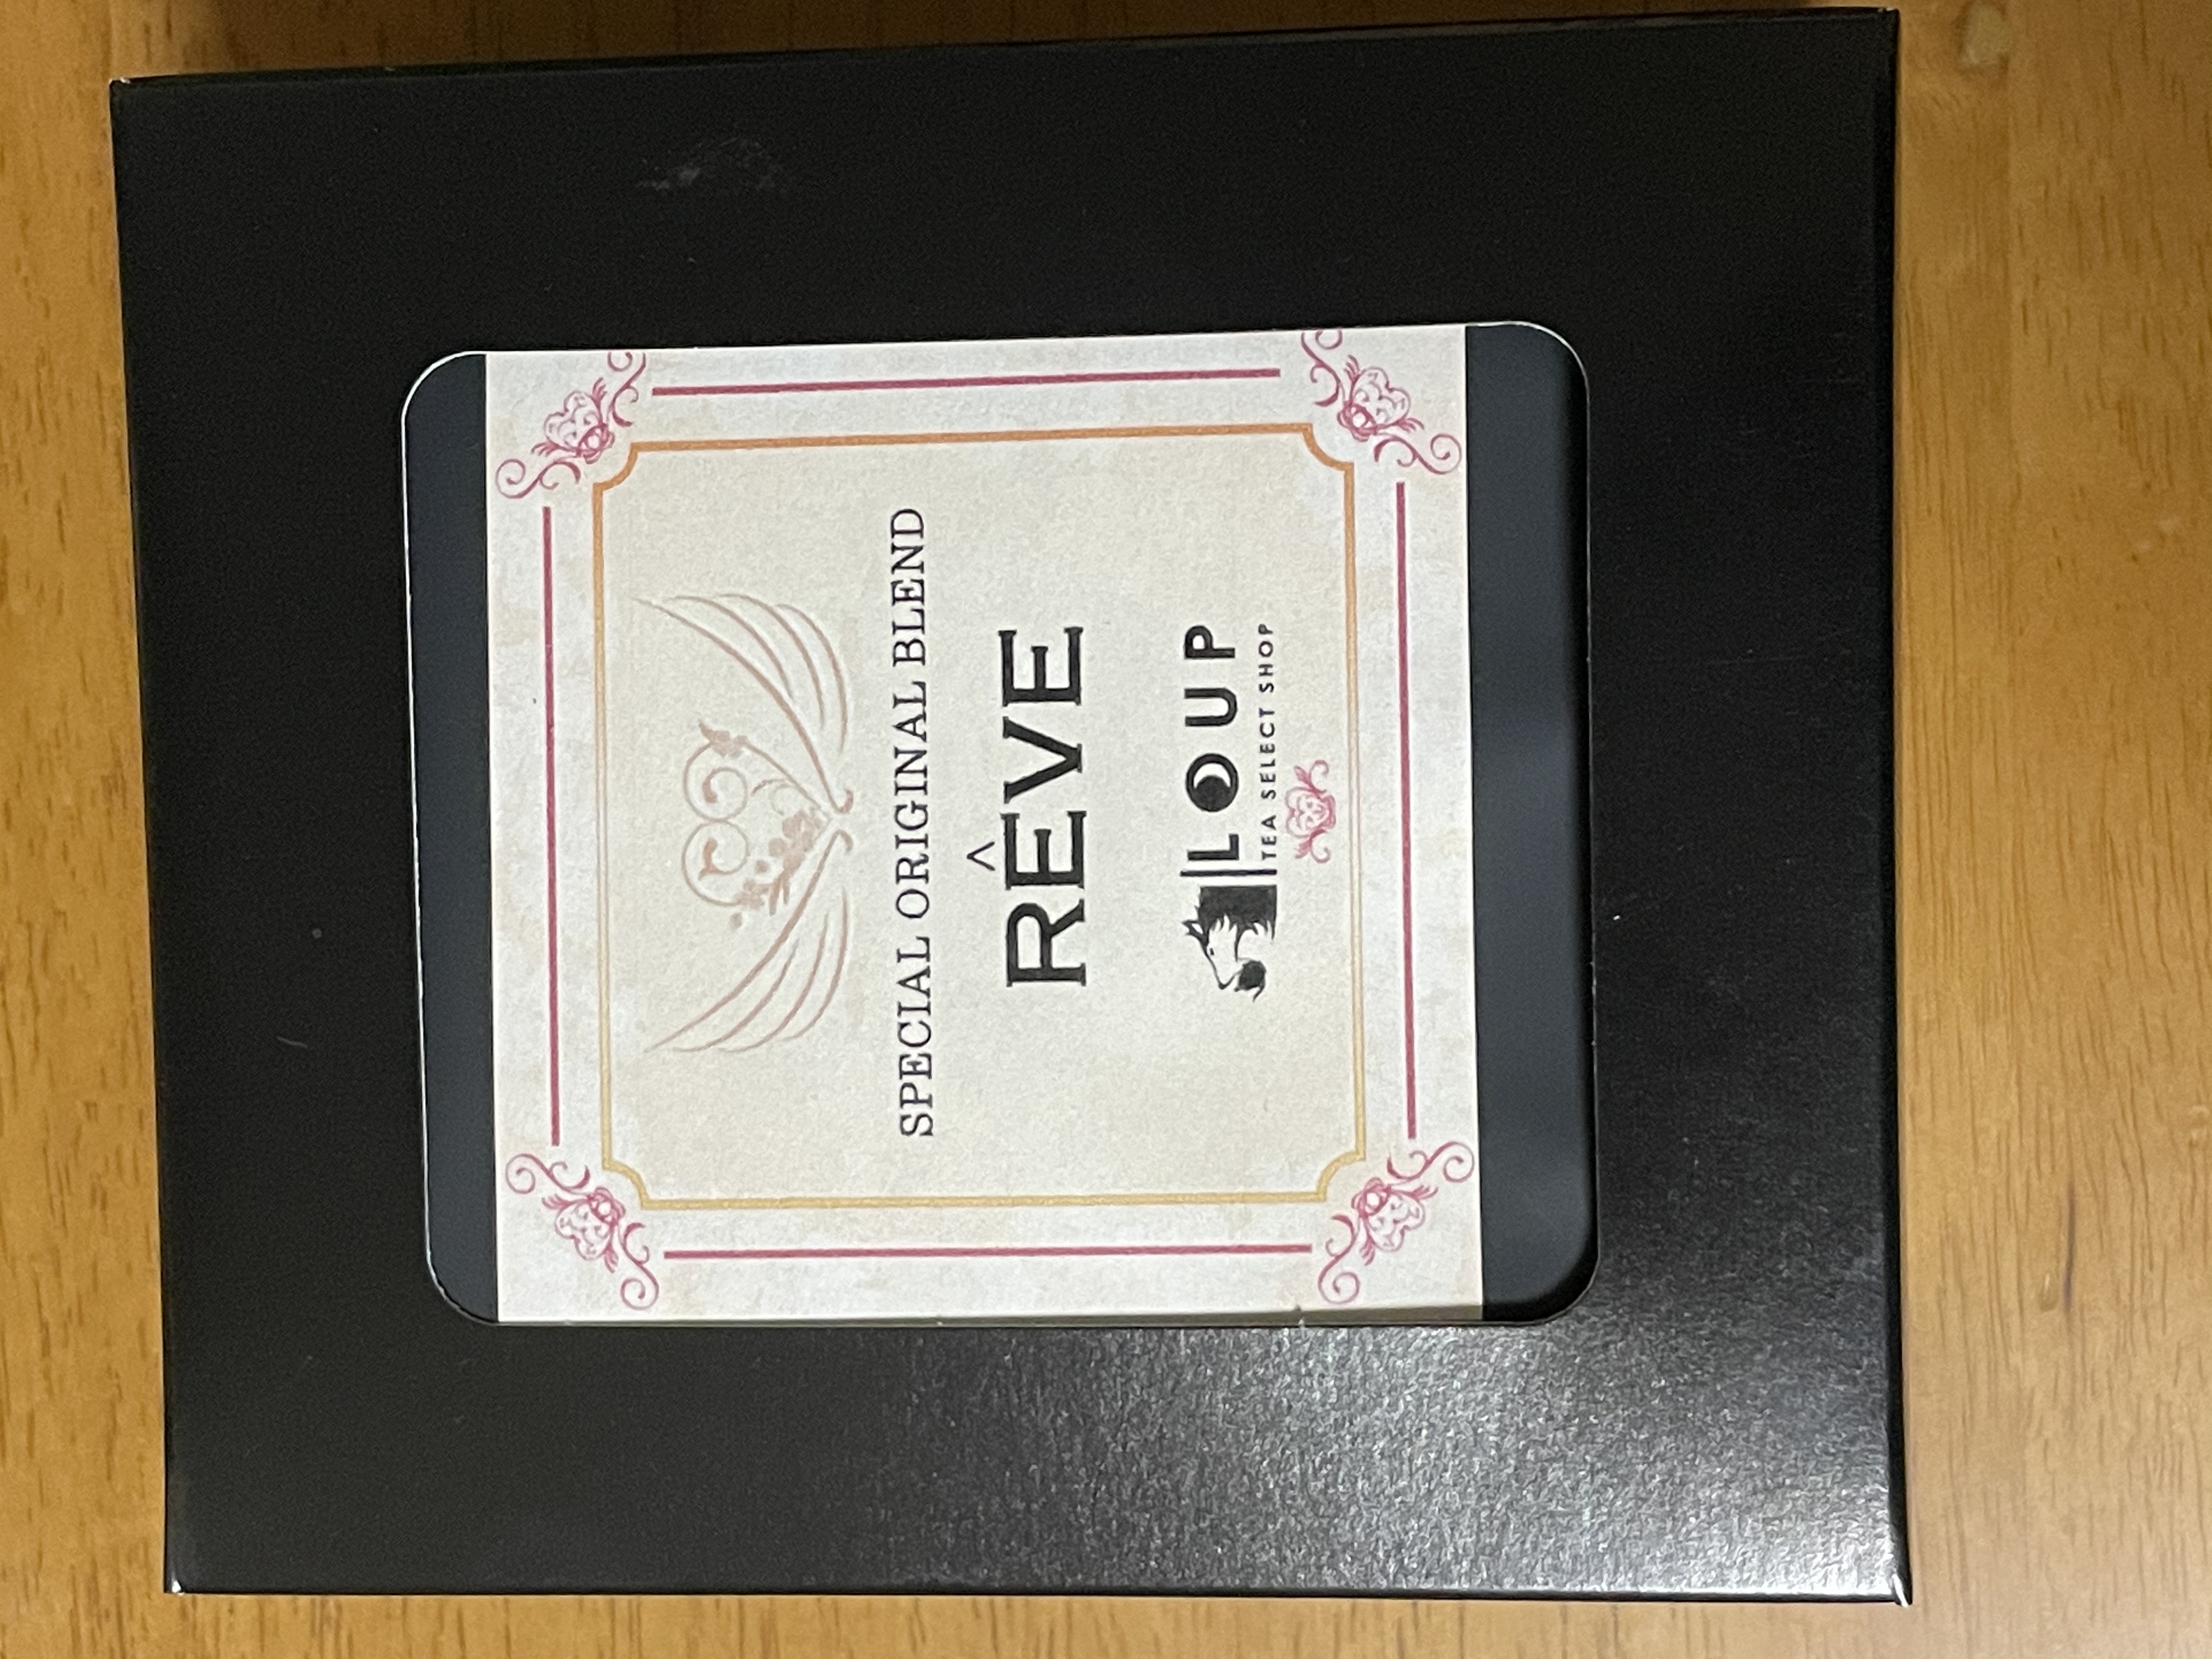 SPECIAL ORIGINAL BLEND
RÊVE
LOUP
TEA SELECT SHOP